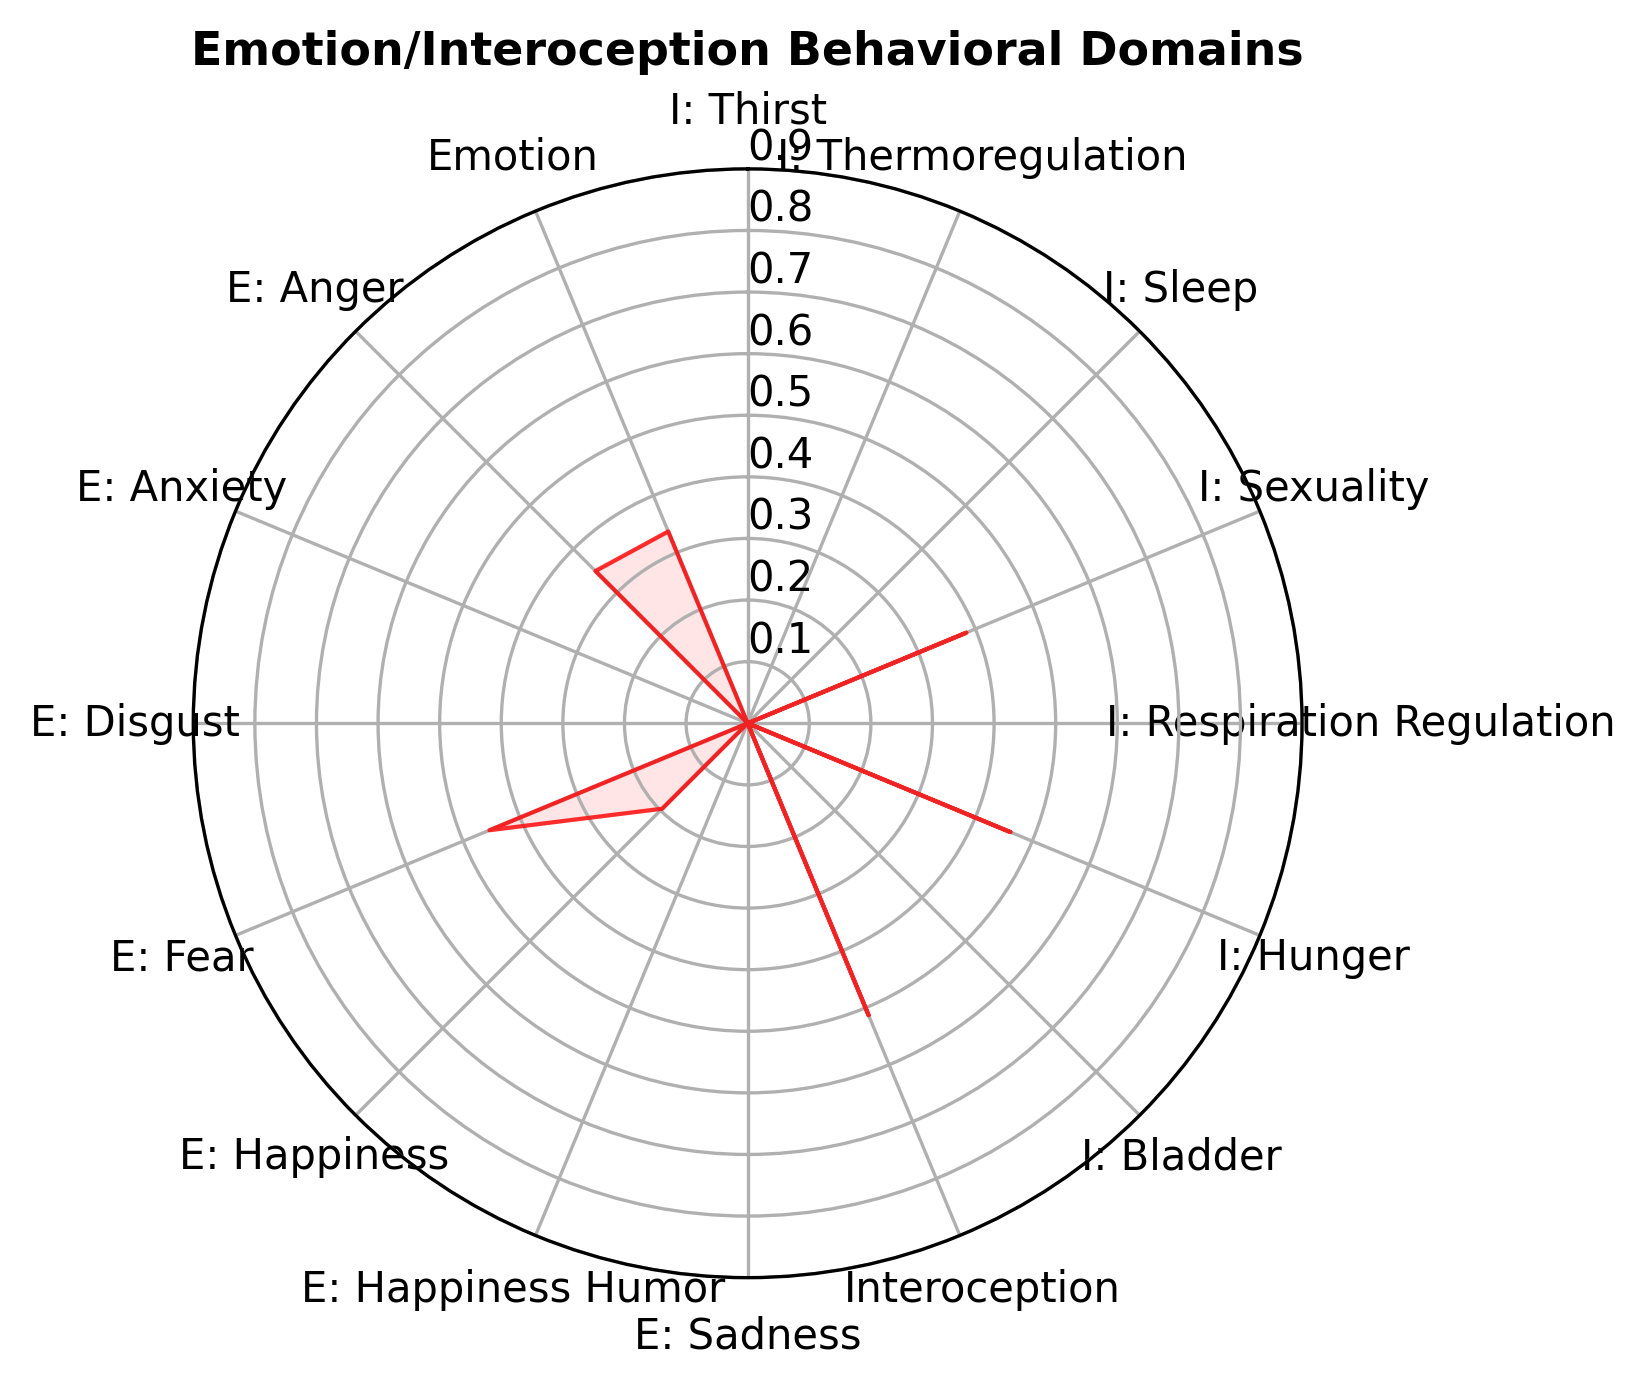 Emotion/Interoception Behavioral Domains
I: Thirst
Emotion
0.9
I: Thermoregulation
0.8
E: Anger
0.7
I: Sleep
0.6
0.5
0.4
E: Anxiety
I: Sexuality
0.3
0.2
0.1
E: Disgust
I: Respiration Regulation
E: Fear
I: Hunger
E: Happiness
I: Bladder
E: Happiness Humor
Interoception
E: Sadness